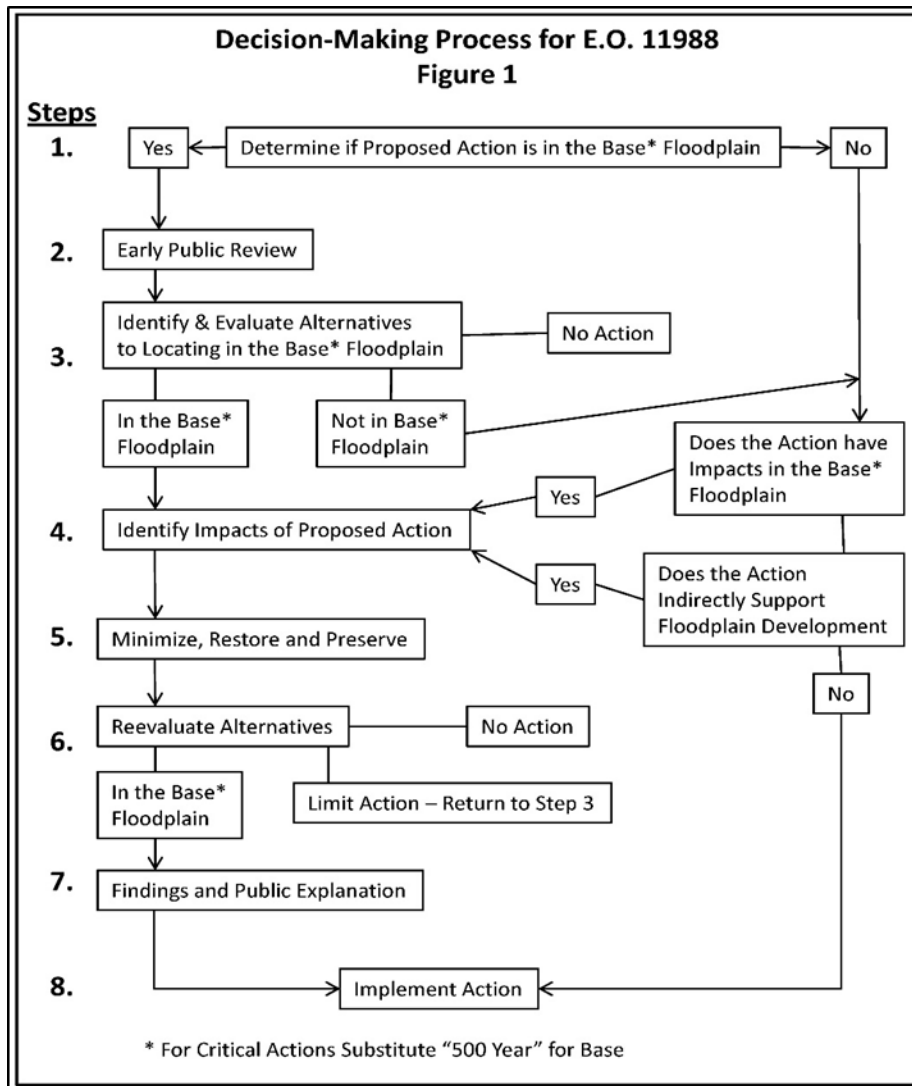 Decision-Making Process for E.O. 11988
Figure 1
Steps
1.
Yes
Determine if Proposed Action is in the Base* Floodplain
No
2.
Early Public Review
3.
Identify & Evaluate Alternatives
to Locating in the Base* Floodplain
No Action
In the Base*
Floodplain
Not in Base*
Floodplain
Does the Action have
Impacts in the Base*
Floodplain
Yes
4.
Identify Impacts of Proposed Action
Yes
Does the Action
Indirectly Support
Floodplain Development
5.
Minimize, Restore and Preserve
No
6.
Reevaluate Alternatives
No Action
In the Base*
Floodplain
Limit Action – Return to Step 3
7.
Findings and Public Explanation
8.
Implement Action
* For Critical Actions Substitute “500 Year” for Base